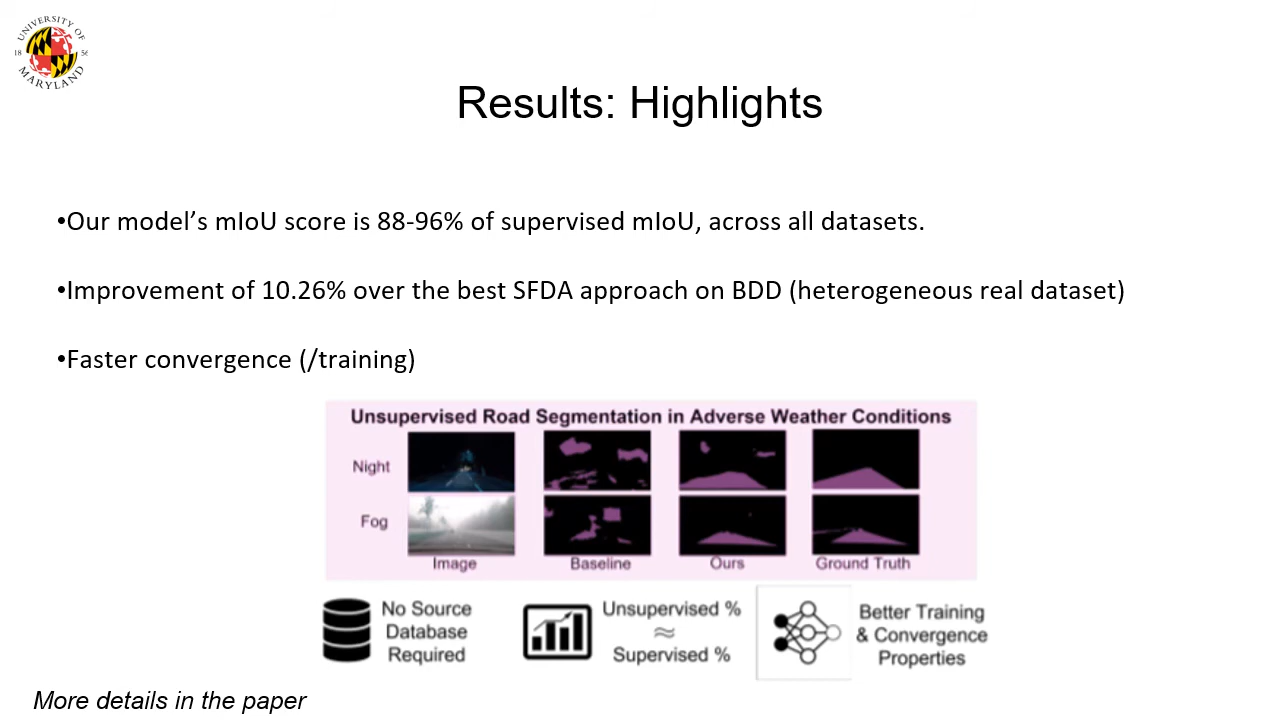 UNIVERSITY OF
18 56
MARYLAND
Results: Highlights
•Our model’s mIoU score is 88-96% of supervised mIoU, across all datasets.
•Improvement of 10.26% over the best SFDA approach on BDD (heterogeneous real dataset)
•Faster convergence (/training)
Unsupervised Road Segmentation in Adverse Weather Conditions
Night
Fog
Image Baseline Ours Ground Truth
No Source
Database
Required
Unsupervised %
≈
Supervised %
Better Training
& Convergence
Properties
More details in the paper